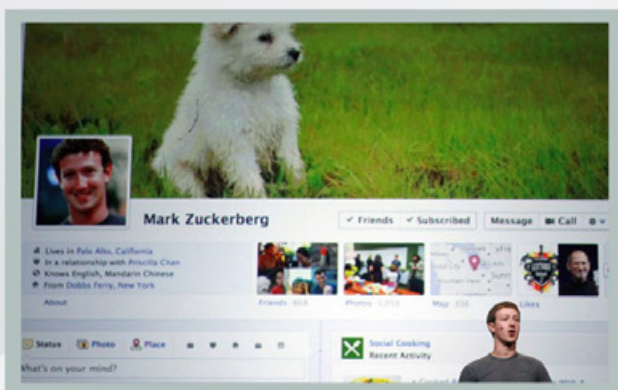 Mark Zuckerberg
Friends Subscribed Message Call
Lives in Palo Alto, California
In a relationship with Priscilla Chan
Knows English, Mandarin Chinese
From Dobbs Ferry, New York
About
Friends Photos Map Likes
Status Photo Place
What's on your mind?
Social Cooking
Recent Activity